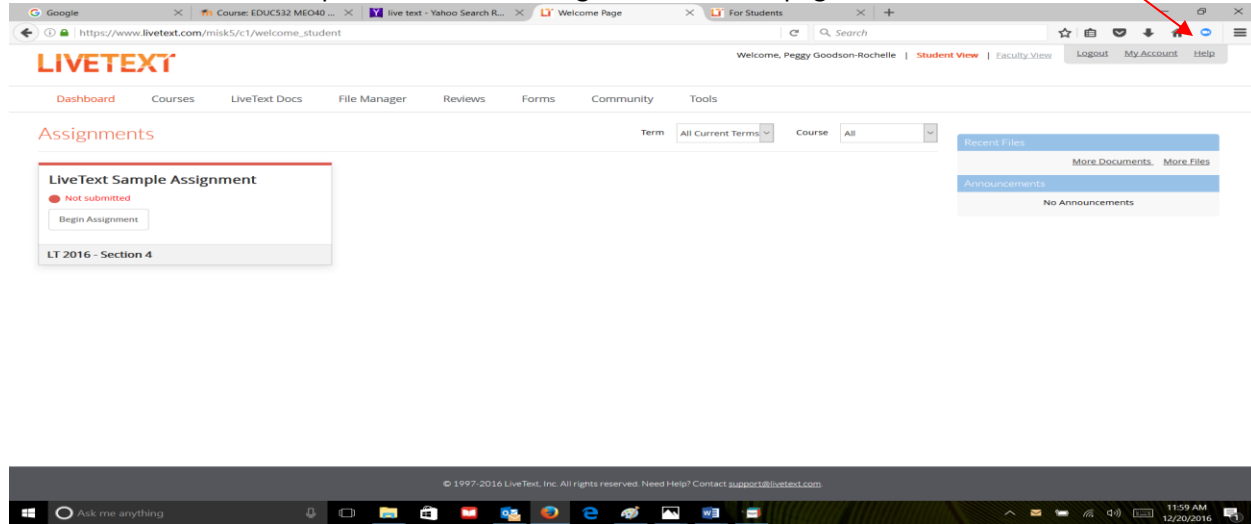 Google
Course: EDUC532 MEO40 ...
live text - Yahoo Search R...
Welcome Page
For Students
https://www.livetext.com/misk5/c1/welcome_student
Search
LIVETEXT
Welcome, Peggy Goodson-Rochelle | Student View | Faculty View
Logout My Account Help
Dashboard Courses LiveText Docs File Manager Reviews Forms Community Tools
Assignments
Term All Current Terms Course All
Recent Files
More Documents More Files
Announcements
No Announcements
LiveText Sample Assignment
Not submitted
Begin Assignment
LT 2016 - Section 4
© 1997-2016 LiveText, Inc. All rights reserved. Need Help? Contact support@livetext.com.
Ask me anything
11:59 AM
12/20/2016